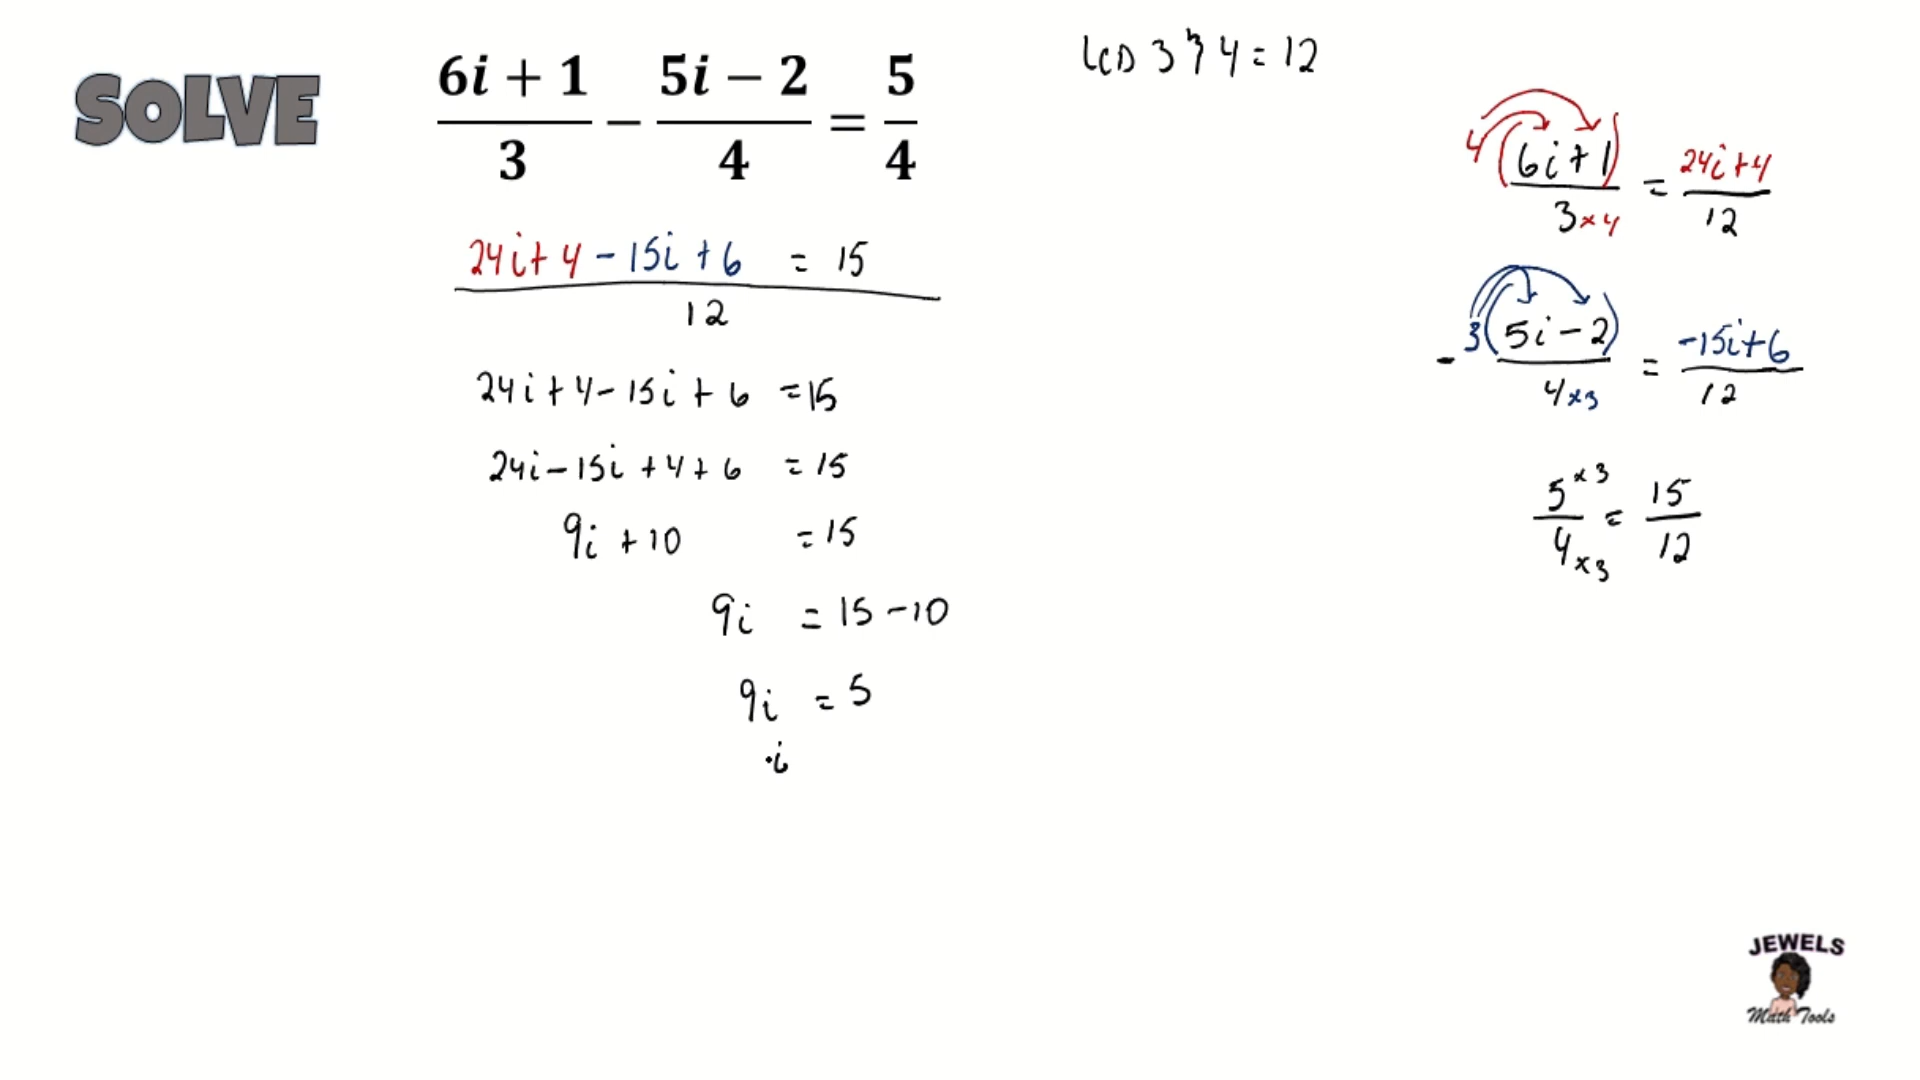 SOLVE
6i + 1 / 3 − 5i − 2 / 4 = 5 / 4
24i + 4 − 15i + 6 = 15
12
24i + 4 − 15i + 6 = 15
24i − 15i + 4 + 6 = 15
9i + 10 = 15
9i = 15 − 10
9i = 5
i
LCD 3 , 4 = 12
4(6i + 1) / 3×4 = 24i + 4 / 12
− 3(5i − 2) / 4×3 = −15i + 6 / 12
5×3 / 4×3 = 15 / 12
JEWELS
Math Tools